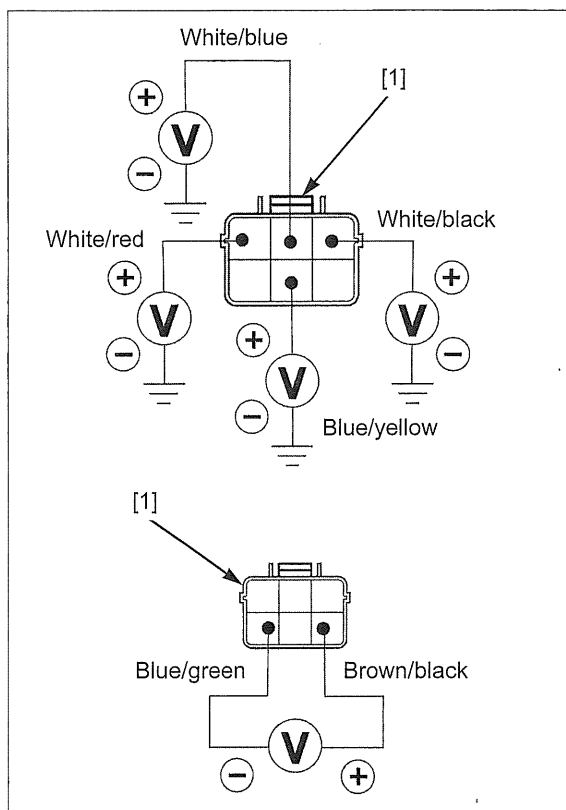 White/blue
[1]
+
V
−
White/red
White/black
+
V
−
+
V
−
+
V
−
Blue/yellow
[1]
Blue/green
Brown/black
V
−
+